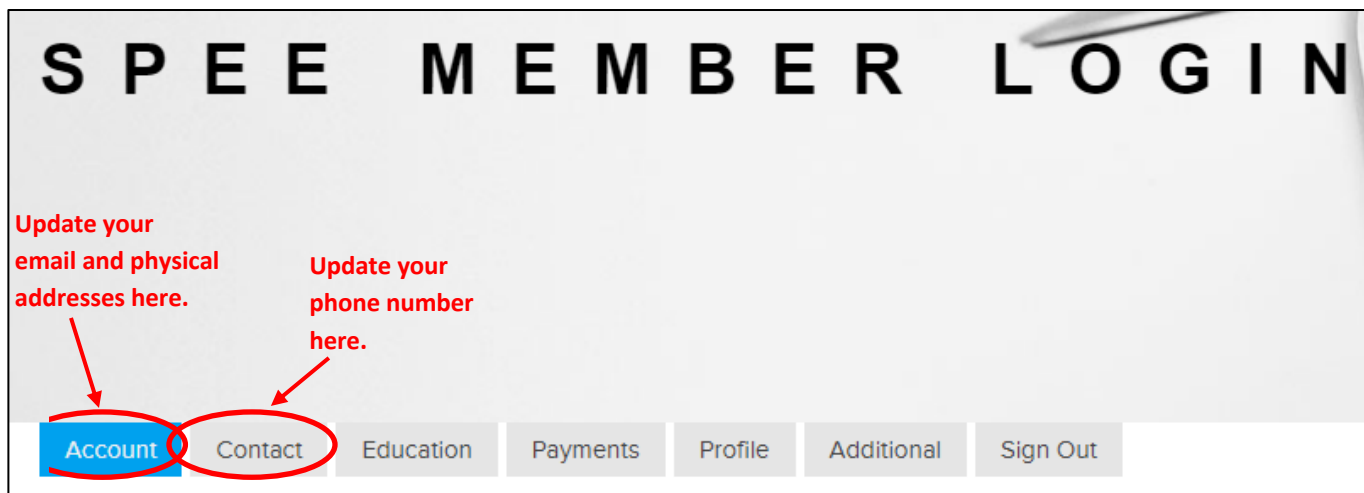 SPEE MEMBER LOGIN
Update your
email and physical
addresses here.
Update your
phone number
here.
Account Contact Education Payments Profile Additional Sign Out